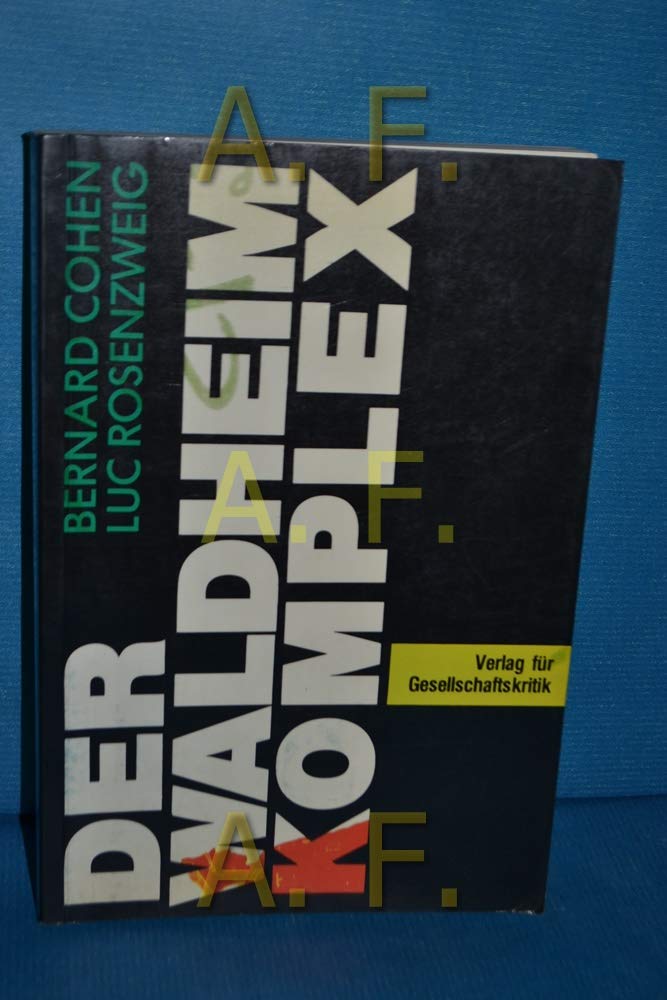 BERNARD COHEN
LUC ROSENZWEIG
DER
WALDHEIM
KOMPLEX
Verlag für
Gesellschaftskritik
A. F.
A. F.
A. F.